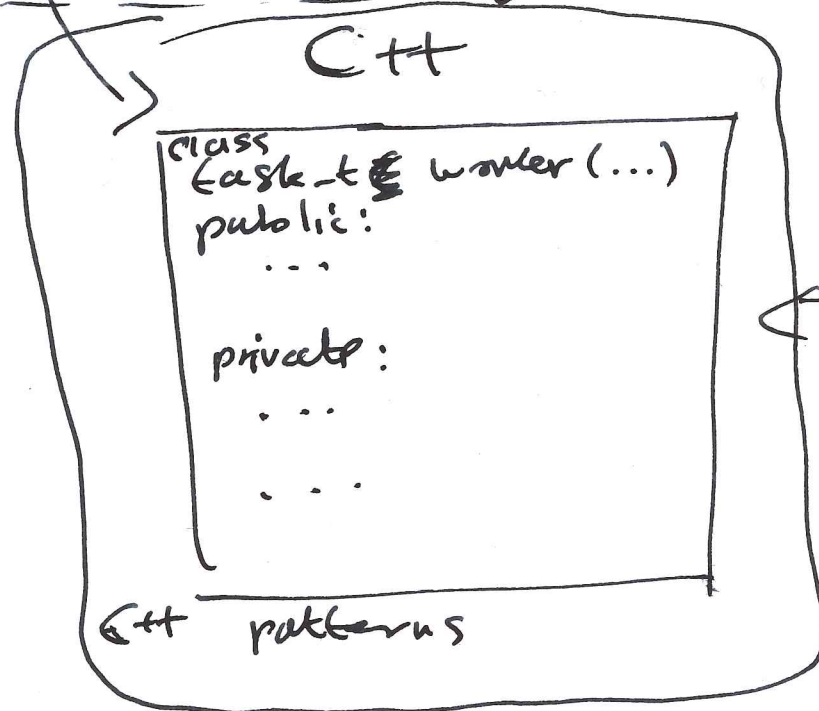 C++
class
task_t worker (...)
public:
...
private:
. ...
. . .
C++ patterns